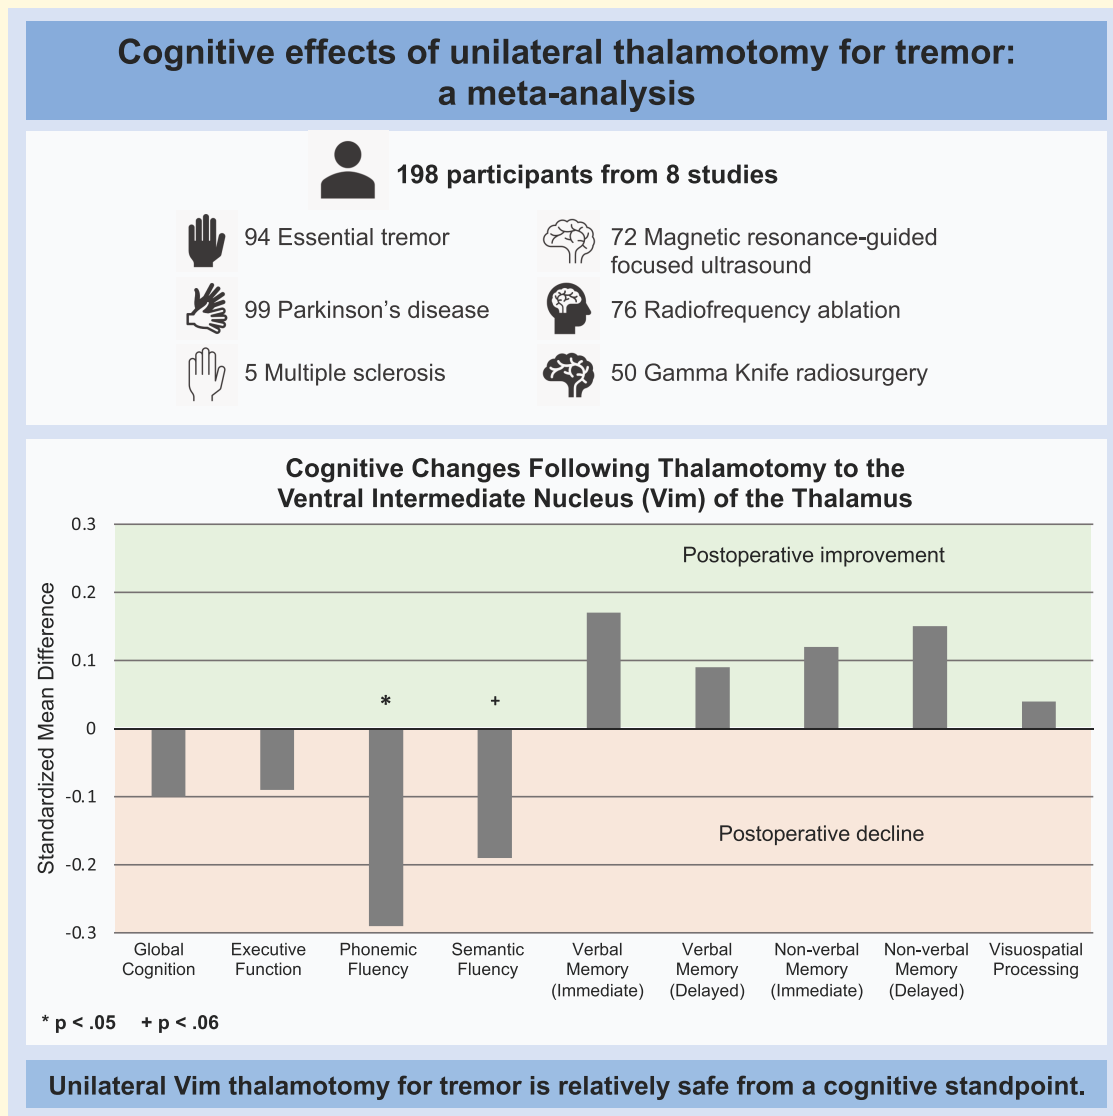 Cognitive effects of unilateral thalamotomy for tremor:
a meta-analysis
198 participants from 8 studies
94 Essential tremor
99 Parkinson's disease
5 Multiple sclerosis
72 Magnetic resonance-guided
focused ultrasound
76 Radiofrequency ablation
50 Gamma Knife radiosurgery
Cognitive Changes Following Thalamotomy to the
Ventral Intermediate Nucleus (Vim) of the Thalamus
Standardized Mean Difference
0.3
0.2
0.1
0
-0.1
-0.2
-0.3
Postoperative improvement
*
+
Postoperative decline
Global
Cognition
Executive
Function
Phonemic
Fluency
Semantic
Fluency
Verbal
Memory
(Immediate)
Verbal
Memory
(Delayed)
Non-verbal
Memory
(Immediate)
Non-verbal
Memory
(Delayed)
Visuospatial
Processing
* p < .05 + p < .06
Unilateral Vim thalamotomy for tremor is relatively safe from a cognitive standpoint.